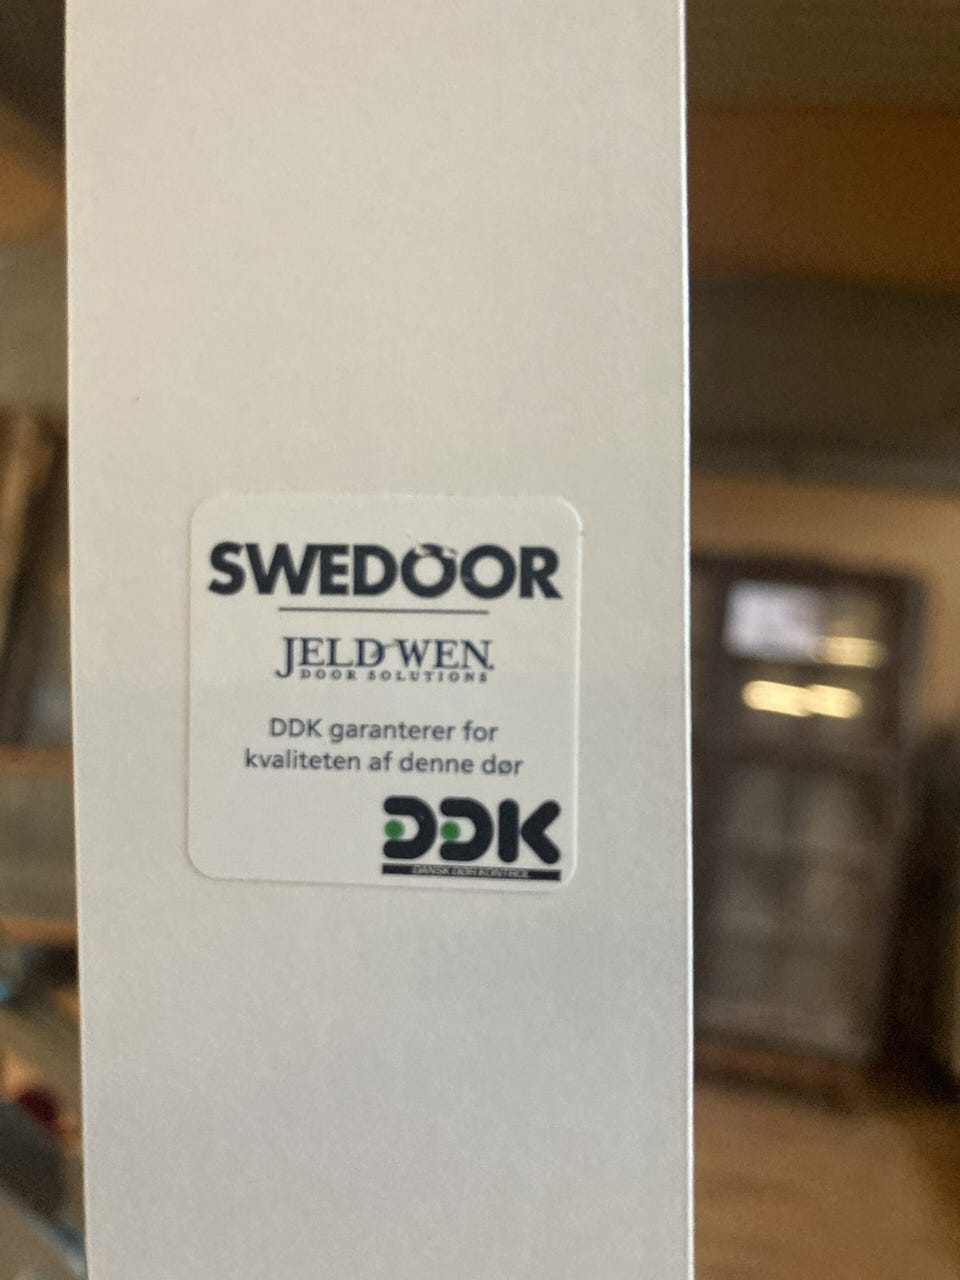 SWEDOOR
JELD-WEN
DOOR SOLUTIONS
DDK garanterer for
kvaliteten af denne dør
DDK
DANSK DØR KONTROL